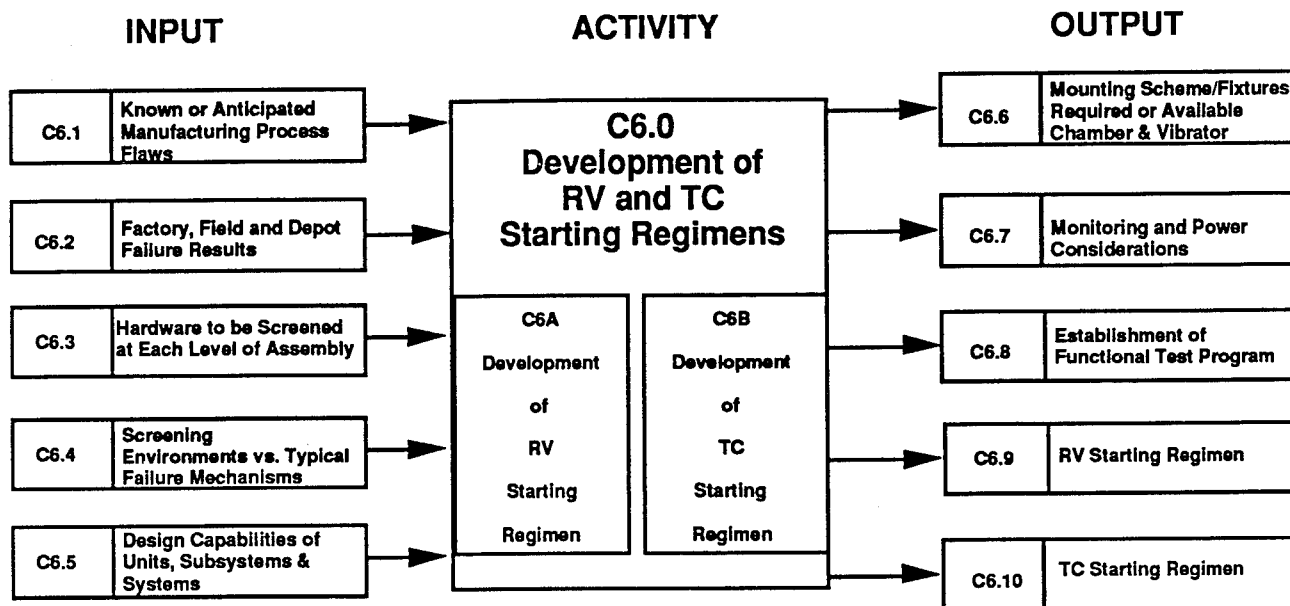 INPUT
ACTIVITY
OUTPUT
C6.1
Known or Anticipated
Manufacturing Process
Flaws
C6.2
Factory, Field and Depot
Failure Results
C6.3
Hardware to be Screened
at Each Level of Assembly
C6.4
Screening
Environments vs. Typical
Failure Mechanisms
C6.5
Design Capabilities of
Units, Subsystems &
Systems
C6.0
Development of
RV and TC
Starting Regimens
C6A
Development
of
RV
Starting
Regimen
C6B
Development
of
TC
Starting
Regimen
C6.6
Mounting Scheme/Fixtures
Required or Available
Chamber & Vibrator
C6.7
Monitoring and Power
Considerations
C6.8
Establishment of
Functional Test Program
C6.9
RV Starting Regimen
C6.10
TC Starting Regimen